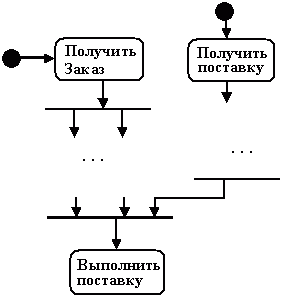 Получить
Заказ
Получить
поставку
. . .
. . .
Выполнить
поставку